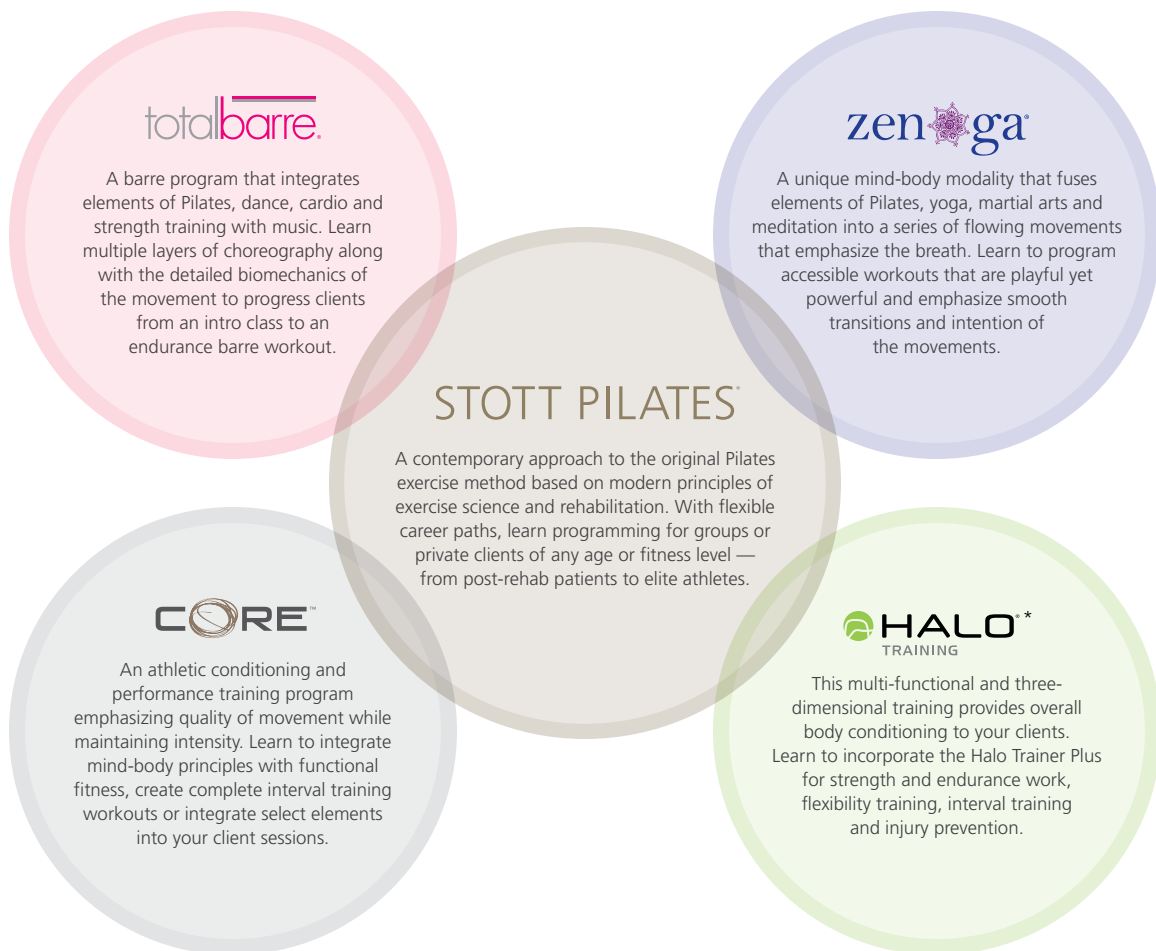 totalbarre®
A barre program that integrates
elements of Pilates, dance, cardio and
strength training with music. Learn
multiple layers of choreography along
with the detailed biomechanics of
the movement to progress clients
from an intro class to an
endurance barre workout.
zenga®
A unique mind-body modality that fuses
elements of Pilates, yoga, martial arts and
meditation into a series of flowing movements
that emphasize the breath. Learn to program
accessible workouts that are playful yet
powerful and emphasize smooth
transitions and intention of
the movements.
STOTT PILATES®
A contemporary approach to the original Pilates
exercise method based on modern principles of
exercise science and rehabilitation. With flexible
career paths, learn programming for groups or
private clients of any age or fitness level —
from post-rehab patients to elite athletes.
CORE™
An athletic conditioning and
performance training program
emphasizing quality of movement while
maintaining intensity. Learn to integrate
mind-body principles with functional
fitness, create complete interval training
workouts or integrate select elements
into your client sessions.
HALO®*
TRAINING
This multi-functional and three-
dimensional training provides overall
body conditioning to your clients.
Learn to incorporate the Halo Trainer Plus
for strength and endurance work,
flexibility training, interval training
and injury prevention.